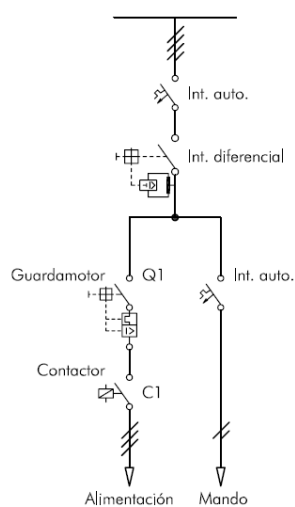 Int. auto.
Int. diferencial
Guardamotor Q1
Int. auto.
Contactor C1
Alimentación Mando